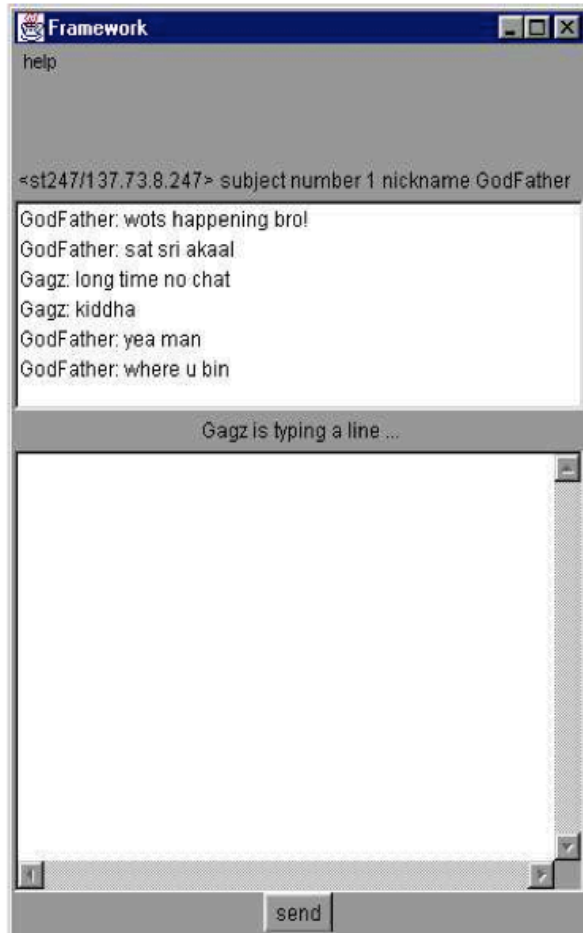 Framework
help
<st247/137.73.8.247> subject number 1 nickname GodFather
GodFather: wots happening bro!
GodFather: sat sri akaal
Gagz: long time no chat
Gagz: kiddha
GodFather: yea man
GodFather: where u bin
Gagz is typing a line ...
send